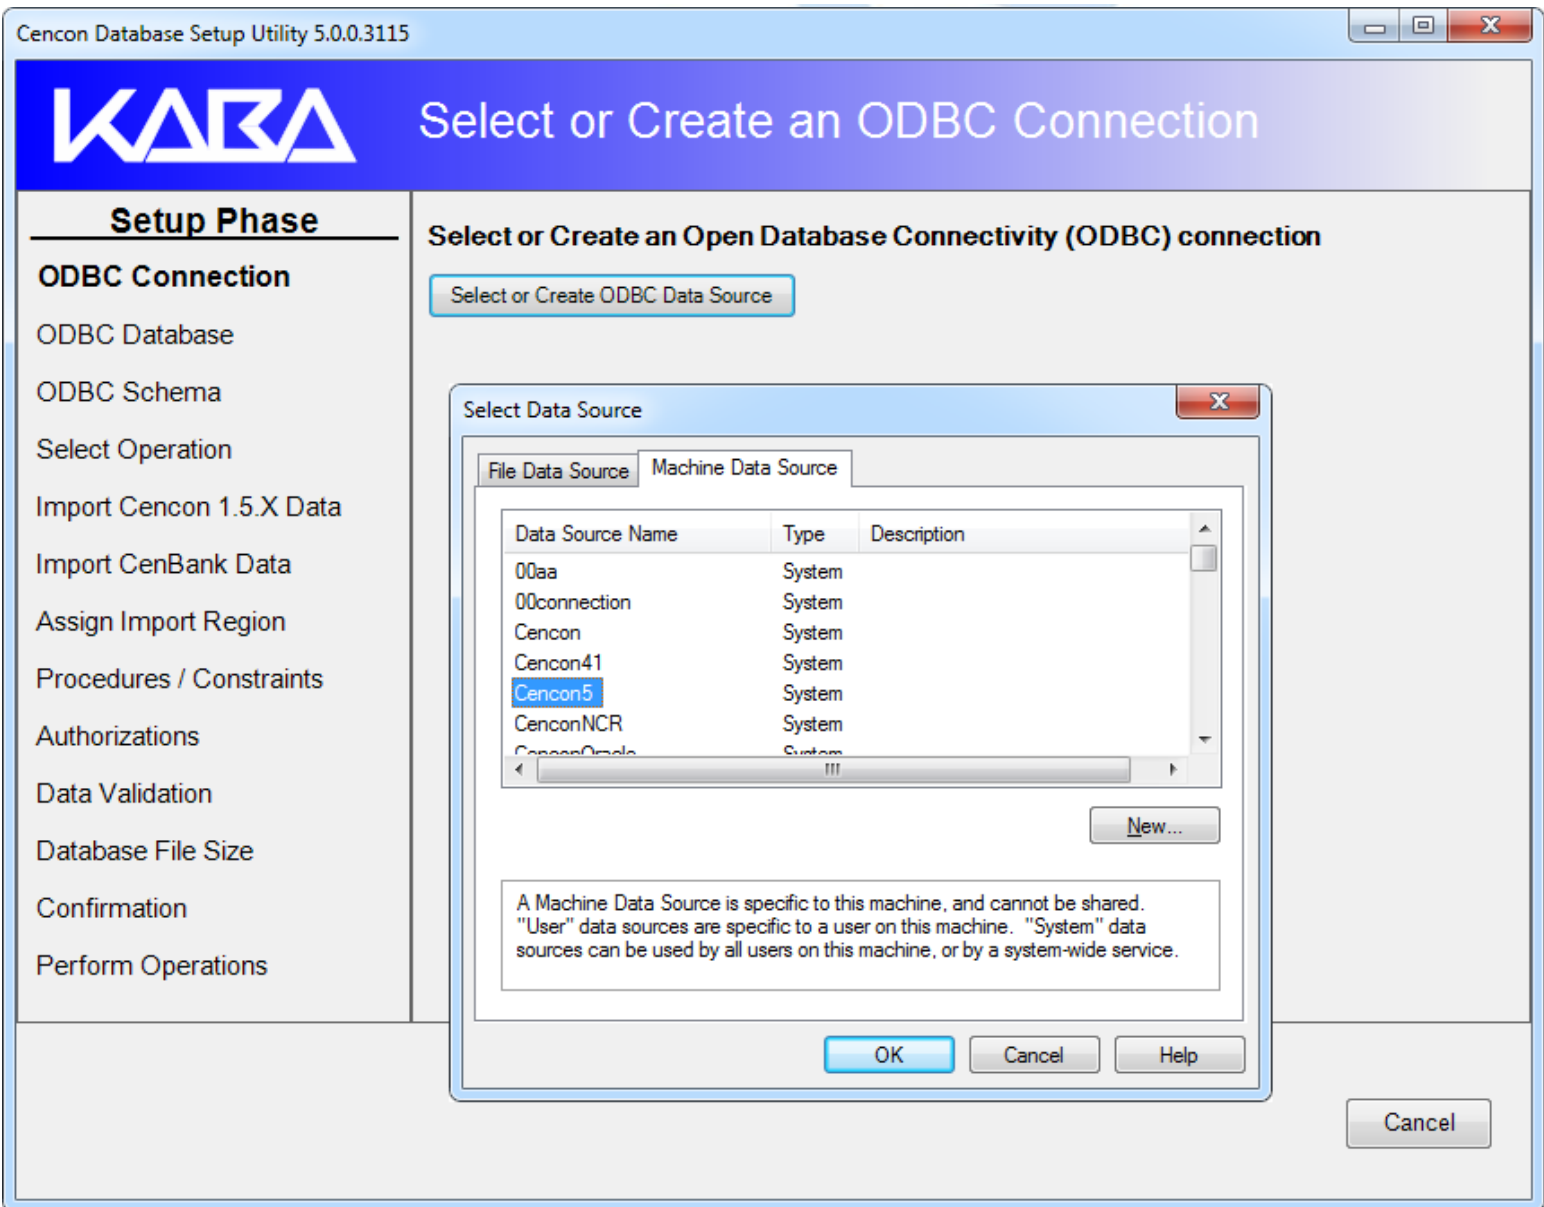 Cencon Database Setup Utility 5.0.0.3115
KABA
Select or Create an ODBC Connection
Setup Phase
ODBC Connection
ODBC Database
ODBC Schema
Select Operation
Import Cencon 1.5.X Data
Import CenBank Data
Assign Import Region
Procedures / Constraints
Authorizations
Data Validation
Database File Size
Confirmation
Perform Operations
Select or Create an Open Database Connectivity (ODBC) connection
Select or Create ODBC Data Source
Select Data Source
File Data Source Machine Data Source
Data Source Name Type Description
00aa System
00connection System
Cencon System
Cencon41 System
Cencon5 System
CenconNCR System
CenconOracle System
New...
A Machine Data Source is specific to this machine, and cannot be shared.
"User" data sources are specific to a user on this machine. "System" data
sources can be used by all users on this machine, or by a system-wide service.
OK Cancel Help
Cancel